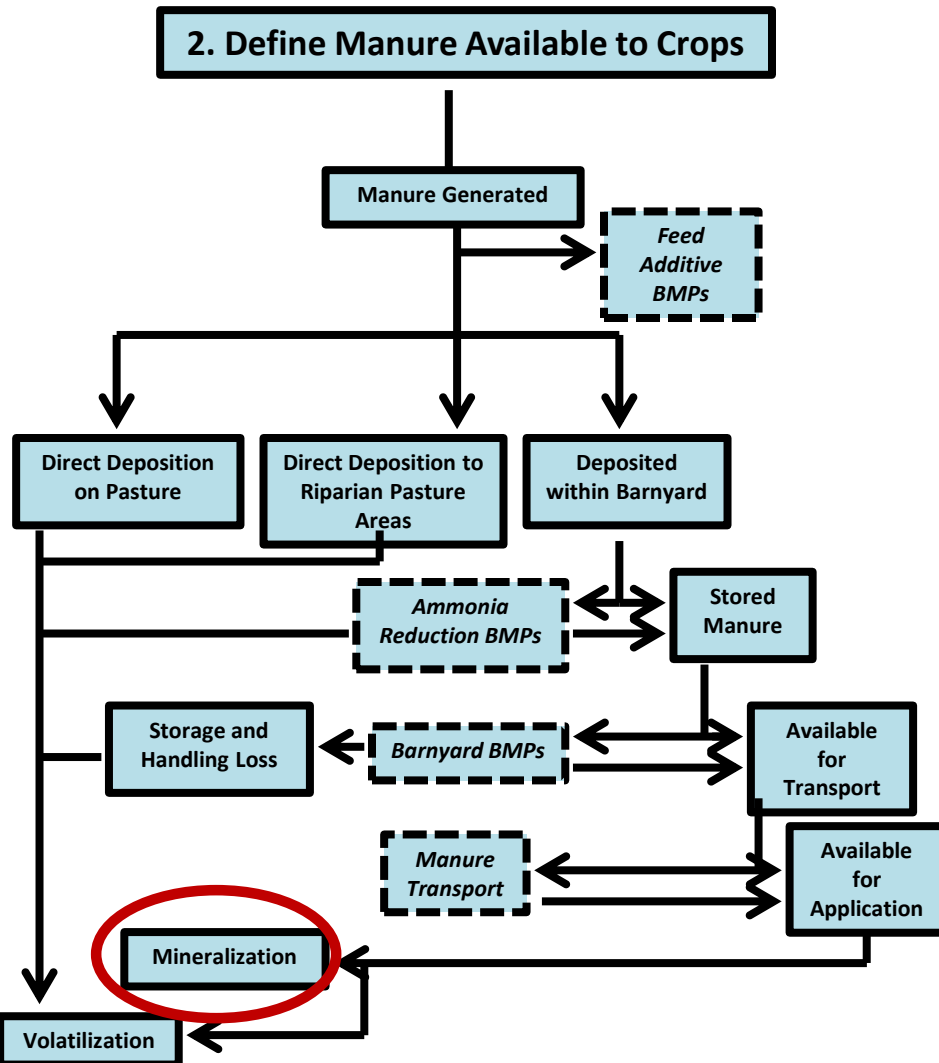 2. Define Manure Available to Crops
Manure Generated
Feed
Additive
BMPs
Direct Deposition
on Pasture
Direct Deposition to
Riparian Pasture
Areas
Deposited
within Barnyard
Ammonia
Reduction BMPs
Stored
Manure
Storage and
Handling Loss
Barnyard BMPs
Available
for
Transport
Manure
Transport
Available
for
Application
Mineralization
Volatilization